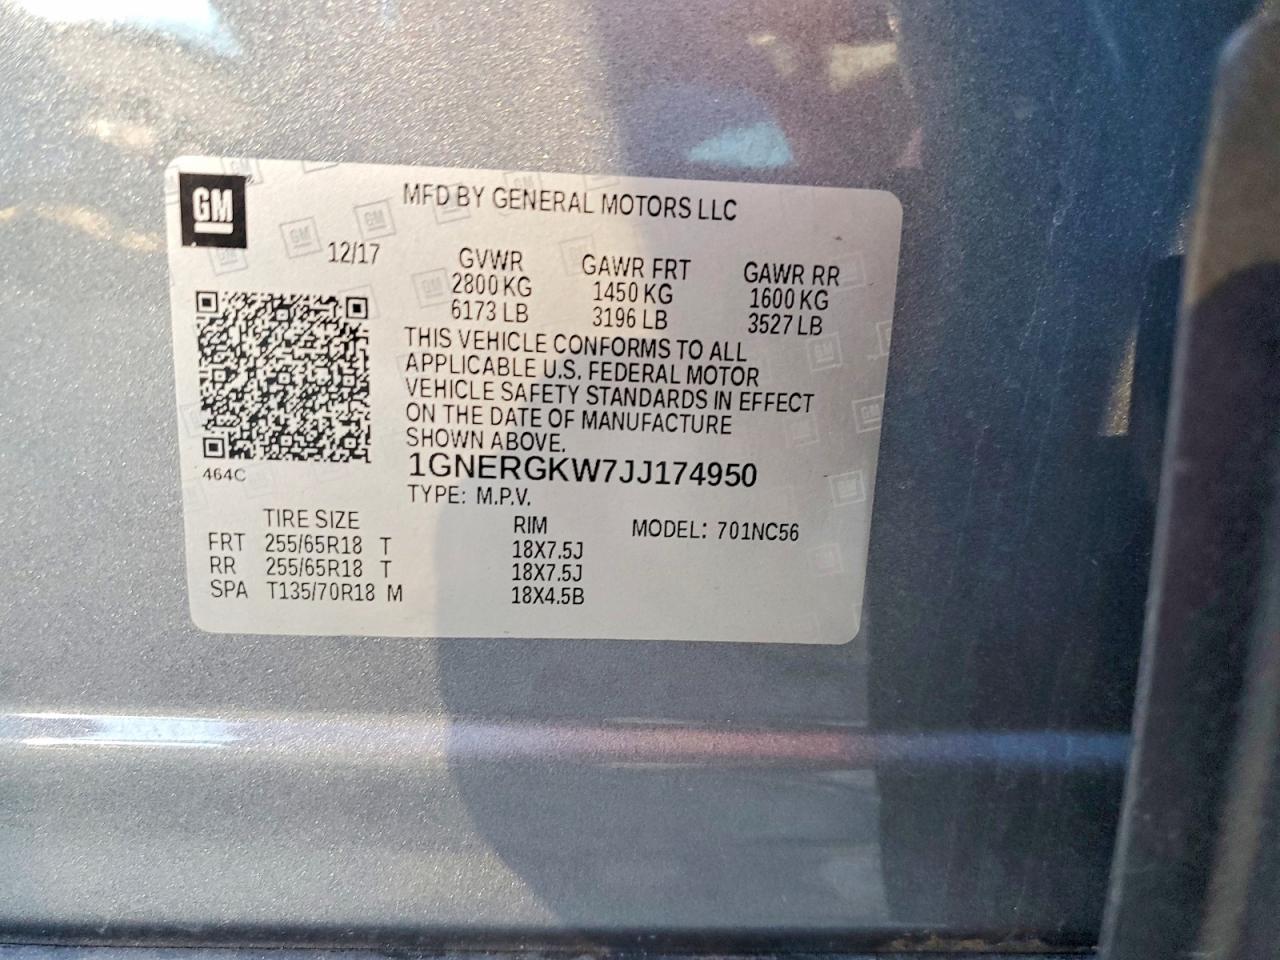 GM
MFD BY GENERAL MOTORS LLC
12/17
GVWR GAWR FRT GAWR RR
2800 KG 1450 KG 1600 KG
6173 LB 3196 LB 3527 LB
THIS VEHICLE CONFORMS TO ALL
APPLICABLE U.S. FEDERAL MOTOR
VEHICLE SAFETY STANDARDS IN EFFECT
ON THE DATE OF MANUFACTURE
SHOWN ABOVE.
464C
1GNERGKW7JJ174950
TYPE: M.P.V.
TIRE SIZE RIM MODEL: 701NC56
FRT 255/65R18 T 18X7.5J
RR 255/65R18 T 18X7.5J
SPA T135/70R18 M 18X4.5B